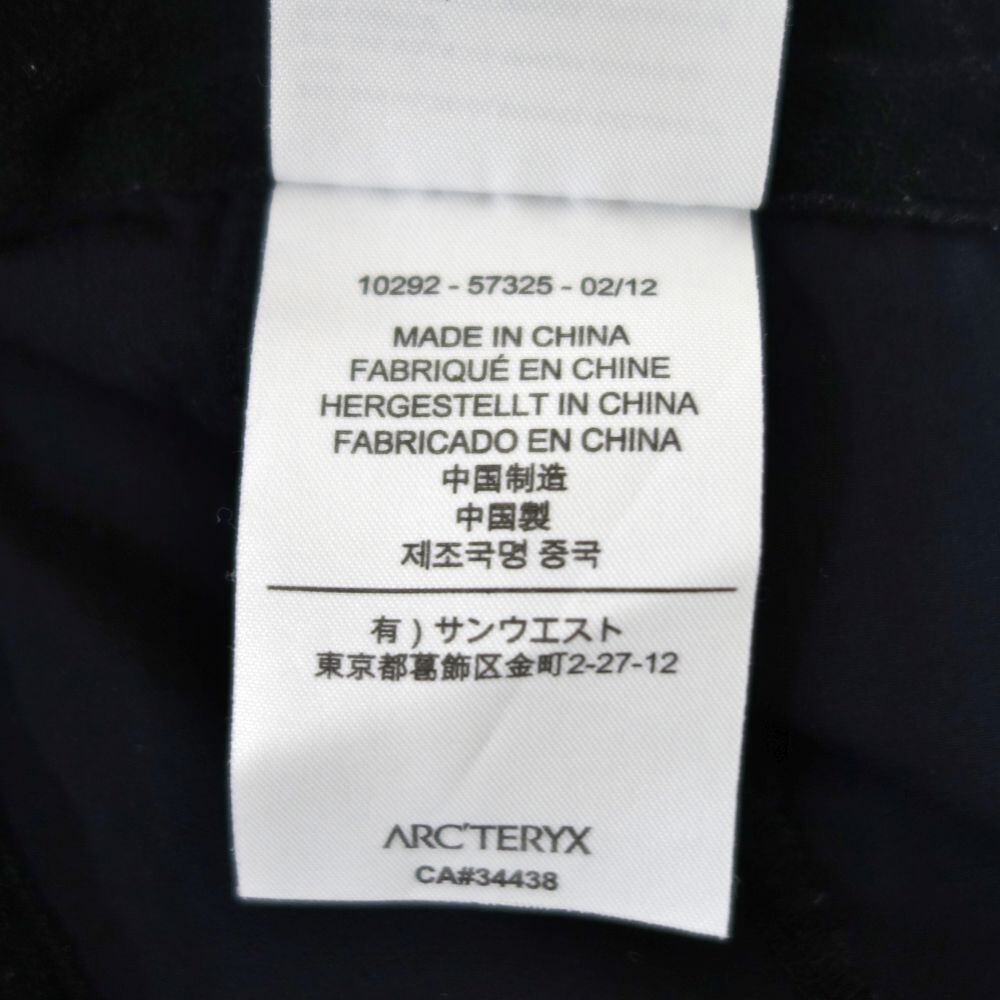 10292 - 57325 - 02/12
MADE IN CHINA
FABRIQUÉ EN CHINE
HERGESTELLT IN CHINA
FABRICADO EN CHINA
中国制造
中国製
제조국명 중국
有）サンウエスト
東京都葛飾区金町2-27-12
ARC'TERYX
CA#34438